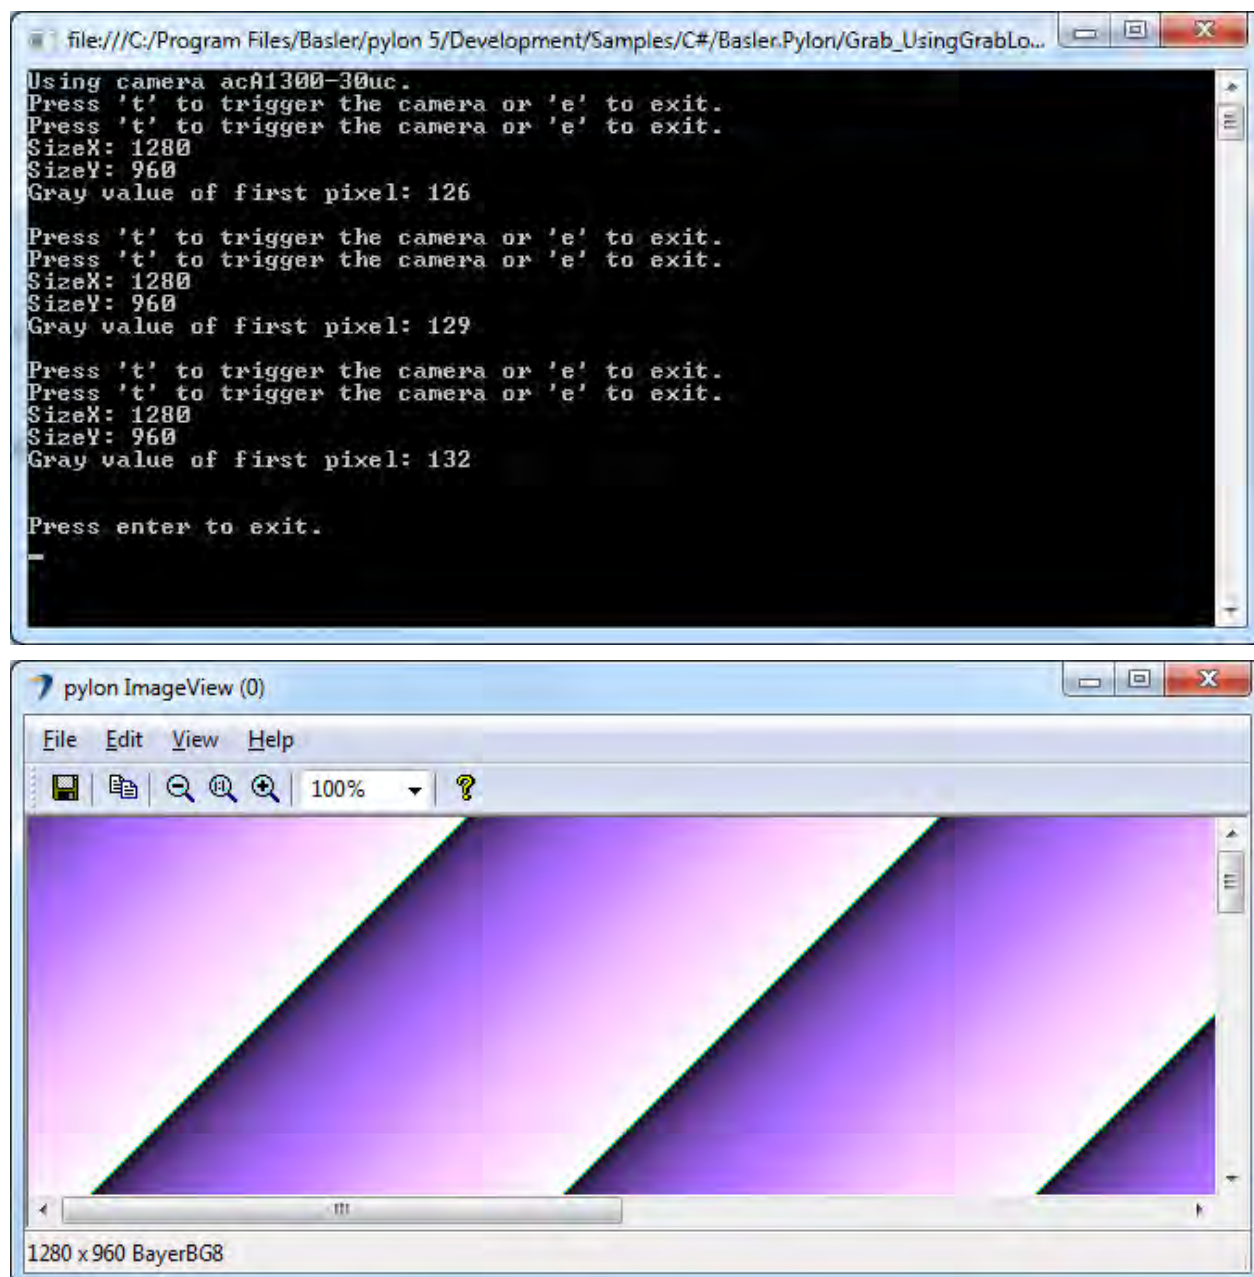 file:///C:/Program Files/Basler/pylon 5/Development/Samples/C#/Basler.Pylon/Grab_UsingGrabLo...
Using camera acA1300-30uc.
Press 't' to trigger the camera or 'e' to exit.
Press 't' to trigger the camera or 'e' to exit.
SizeX: 1280
SizeY: 960
Gray value of first pixel: 126
Press 't' to trigger the camera or 'e' to exit.
Press 't' to trigger the camera or 'e' to exit.
SizeX: 1280
SizeY: 960
Gray value of first pixel: 129
Press 't' to trigger the camera or 'e' to exit.
Press 't' to trigger the camera or 'e' to exit.
SizeX: 1280
SizeY: 960
Gray value of first pixel: 132
Press enter to exit.
pylon ImageView (0)
File Edit View Help
100%
1280 x 960 BayerBG8